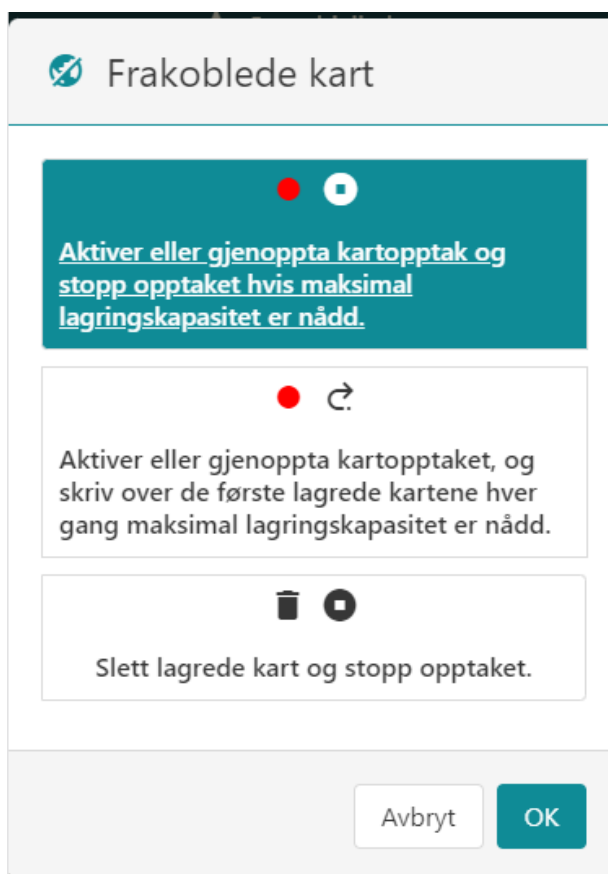 Frakoblede kart
Aktiver eller gjenoppta kartopptak og
stopp opptaket hvis maksimal
lagringskapasitet er nådd.
Aktiver eller gjenoppta kartopptaket, og
skriv over de første lagrede kartene hver
gang maksimal lagringskapasitet er nådd.
Slett lagrede kart og stopp opptaket.
Avbryt
OK